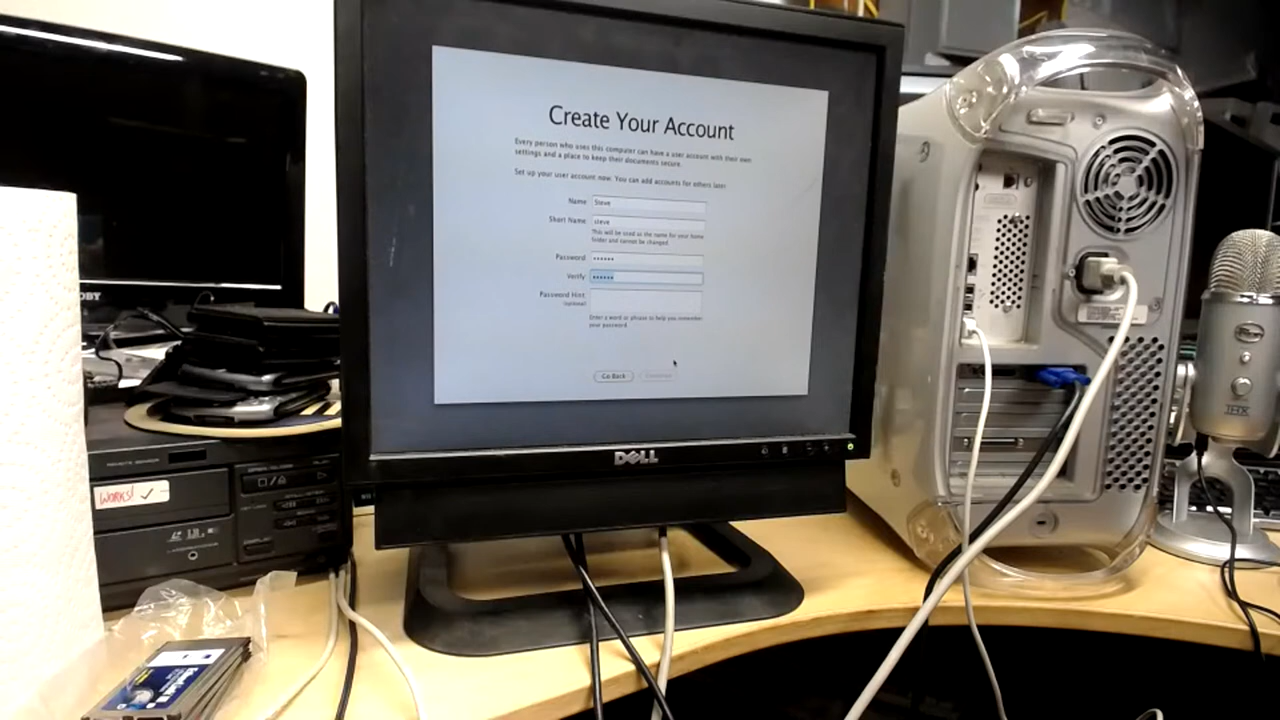 Create Your Account
Every person who uses this computer can have a user account with their own
settings and a place to keep their documents secure.
Set up your user account now. You can add accounts for others later.
Name Steve
Short Name steve
This will be used as the name for your home
folder and cannot be changed.
Password ••••••
Verify ••••••
Password Hint
(optional)
Enter a word or phrase to help you remember
your password.
Go Back
DELL
WORKS! ✓
THX